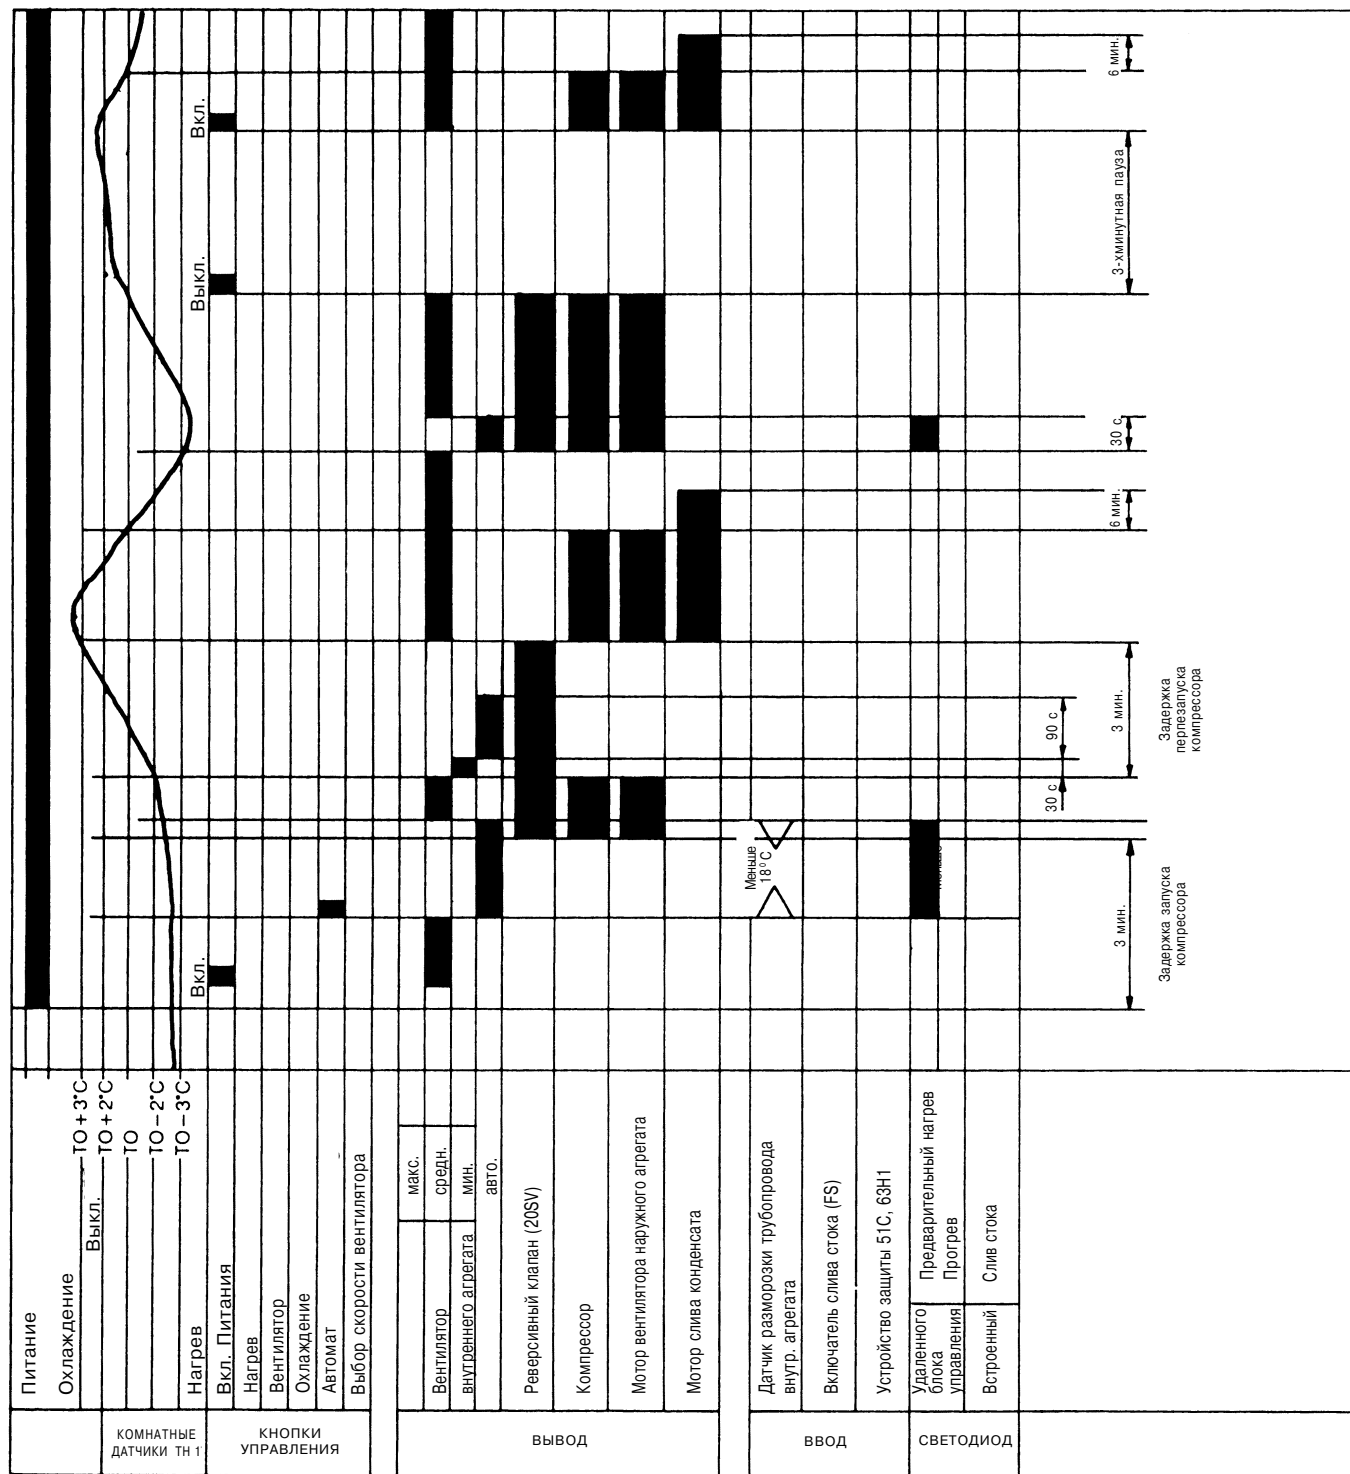 Питание
Охлаждение
Выкл.
ТО+3°С
ТО+2°С
ТО
ТО−2°С
ТО−3°С
Нагрев
КОМНАТНЫЕ
ДАТЧИКИ ТН 1
Вкл.
Выкл.
Вкл.
КНОПКИ
УПРАВЛЕНИЯ
Вкл. Питания
Нагрев
Вентилятор
Охлаждение
Автомат
Выбор скорости вентилятора
ВЫВОД
Вентилятор
внутреннего агрегата
макс.
средн.
мин.
авто.
Реверсивный клапан (20SV)
Компрессор
Мотор вентилятора наружного агрегата
Мотор слива конденсата
ВВОД
Датчик разморозки трубопровода
внутр. агрегата
Меньше
18°С
Включатель слива стока (FS)
Устройство защиты 51С, 63Н1
СВЕТОДИОД
Удаленного
блока
управления
Предварительный нагрев
Прогрев
Встроенный
Слив стока
30 с
90 с
3 мин.
3 мин.
6 мин.
30 с
3-хминутная пауза
6 мин.
Задержка запуска
компрессора
Задержка
перпезапуска
компрессора